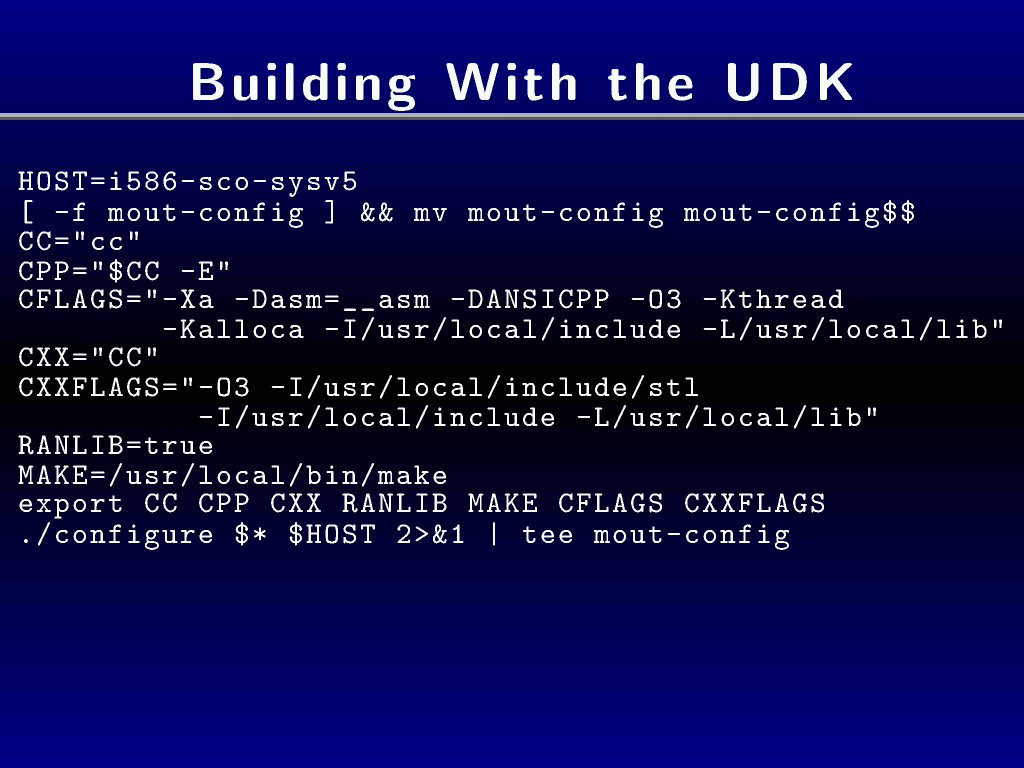 Building With the UDK
HOST=i586-sco-sysv5
[ -f mout-config ] && mv mout-config mout-config$$
CC="cc"
CPP="$CC -E"
CFLAGS="-Xa -Dasm=__asm -DANSICPP -O3 -Kthread
-Kalloca -I/usr/local/include -L/usr/local/lib"
CXX="CC"
CXXFLAGS="-O3 -I/usr/local/include/stl
-I/usr/local/include -L/usr/local/lib"
RANLIB=true
MAKE=/usr/local/bin/make
export CC CPP CXX RANLIB MAKE CFLAGS CXXFLAGS
./configure $* $HOST 2>&1 | tee mout-config